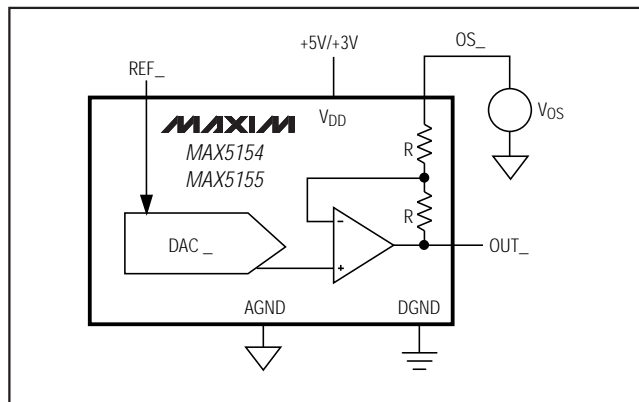 +5V/+3V
OS_
REF_
VOS
MAXIM
VDD
MAX5154
R
MAX5155
R
-
DAC _
+
OUT_
AGND
DGND